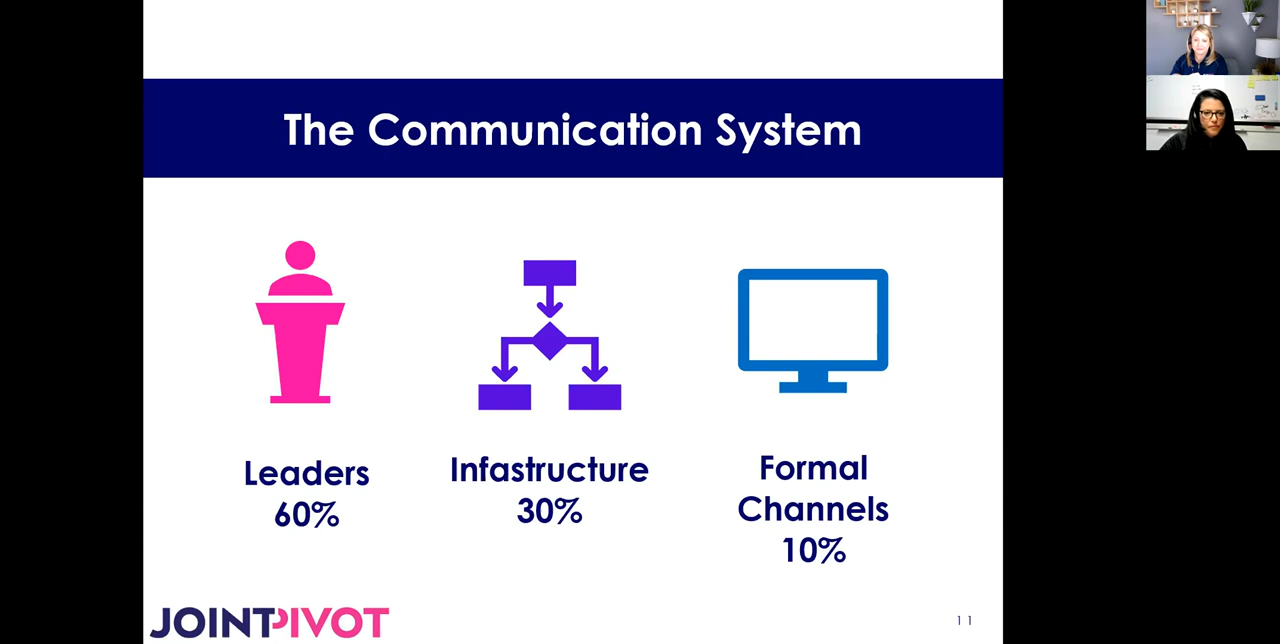 The Communication System
Leaders
60%
Infastructure
30%
Formal
Channels
10%
JOINTPIVOT
11